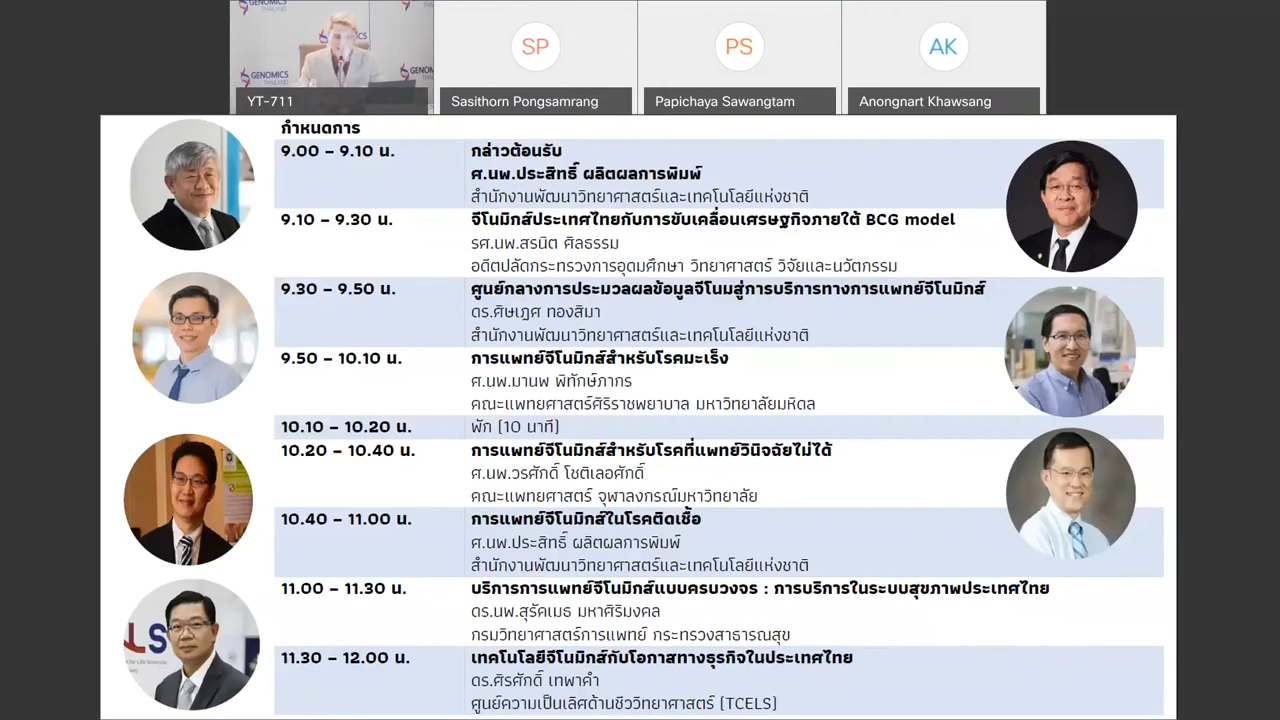 GENOMICS
THAILAND
GENOMICS
THAILAND
SP
PS
AK
YT-711
Sasithorn Pongsamrang
Papichaya Sawangtam
Anongnart Khawsang
กำหนดการ
9.00 – 9.10 น.
กล่าวต้อนรับ
ศ.นพ.ประสิทธิ์ ผลิตผลการพิมพ์
สำนักงานพัฒนาวิทยาศาสตร์และเทคโนโลยีแห่งชาติ
9.10 – 9.30 น.
จีโนมิกส์ประเทศไทยกับการขับเคลื่อนเศรษฐกิจภายใต้ BCG model
รศ.นพ.สรนิต ศิลธรรม
อดีตปลัดกระทรวงการอุดมศึกษา วิทยาศาสตร์ วิจัยและนวัตกรรม
9.30 – 9.50 น.
ศูนย์กลางการประมวลผลข้อมูลจีโนมสู่การบริการทางการแพทย์จีโนมิกส์
ดร.ศิษเฎศ ทองสิมา
สำนักงานพัฒนาวิทยาศาสตร์และเทคโนโลยีแห่งชาติ
9.50 – 10.10 น.
การแพทย์จีโนมิกส์สำหรับโรคมะเร็ง
ศ.นพ.มานพ พิทักษ์ภากร
คณะแพทยศาสตร์ศิริราชพยาบาล มหาวิทยาลัยมหิดล
10.10 – 10.20 น.
พัก (10 นาที)
10.20 – 10.40 น.
การแพทย์จีโนมิกส์สำหรับโรคที่แพทย์วินิจฉัยไม่ได้
ศ.นพ.วรศักดิ์ โชติเลอศักดิ์
คณะแพทยศาสตร์ จุฬาลงกรณ์มหาวิทยาลัย
10.40 – 11.00 น.
การแพทย์จีโนมิกส์ในโรคติดเชื้อ
ศ.นพ.ประสิทธิ์ ผลิตผลการพิมพ์
สำนักงานพัฒนาวิทยาศาสตร์และเทคโนโลยีแห่งชาติ
11.00 – 11.30 น.
บริการการแพทย์จีโนมิกส์แบบครบวงจร : การบริการในระบบสุขภาพประเทศไทย
ดร.นพ.สุรัคเมธ มหาศิริมงคล
กรมวิทยาศาสตร์การแพทย์ กระทรวงสาธารณสุข
11.30 – 12.00 น.
เทคโนโลยีจีโนมิกส์กับโอกาสทางธุรกิจในประเทศไทย
ดร.ศิรศักดิ์ เทพาคำ
ศูนย์ความเป็นเลิศด้านชีววิทยาศาสตร์ (TCELS)